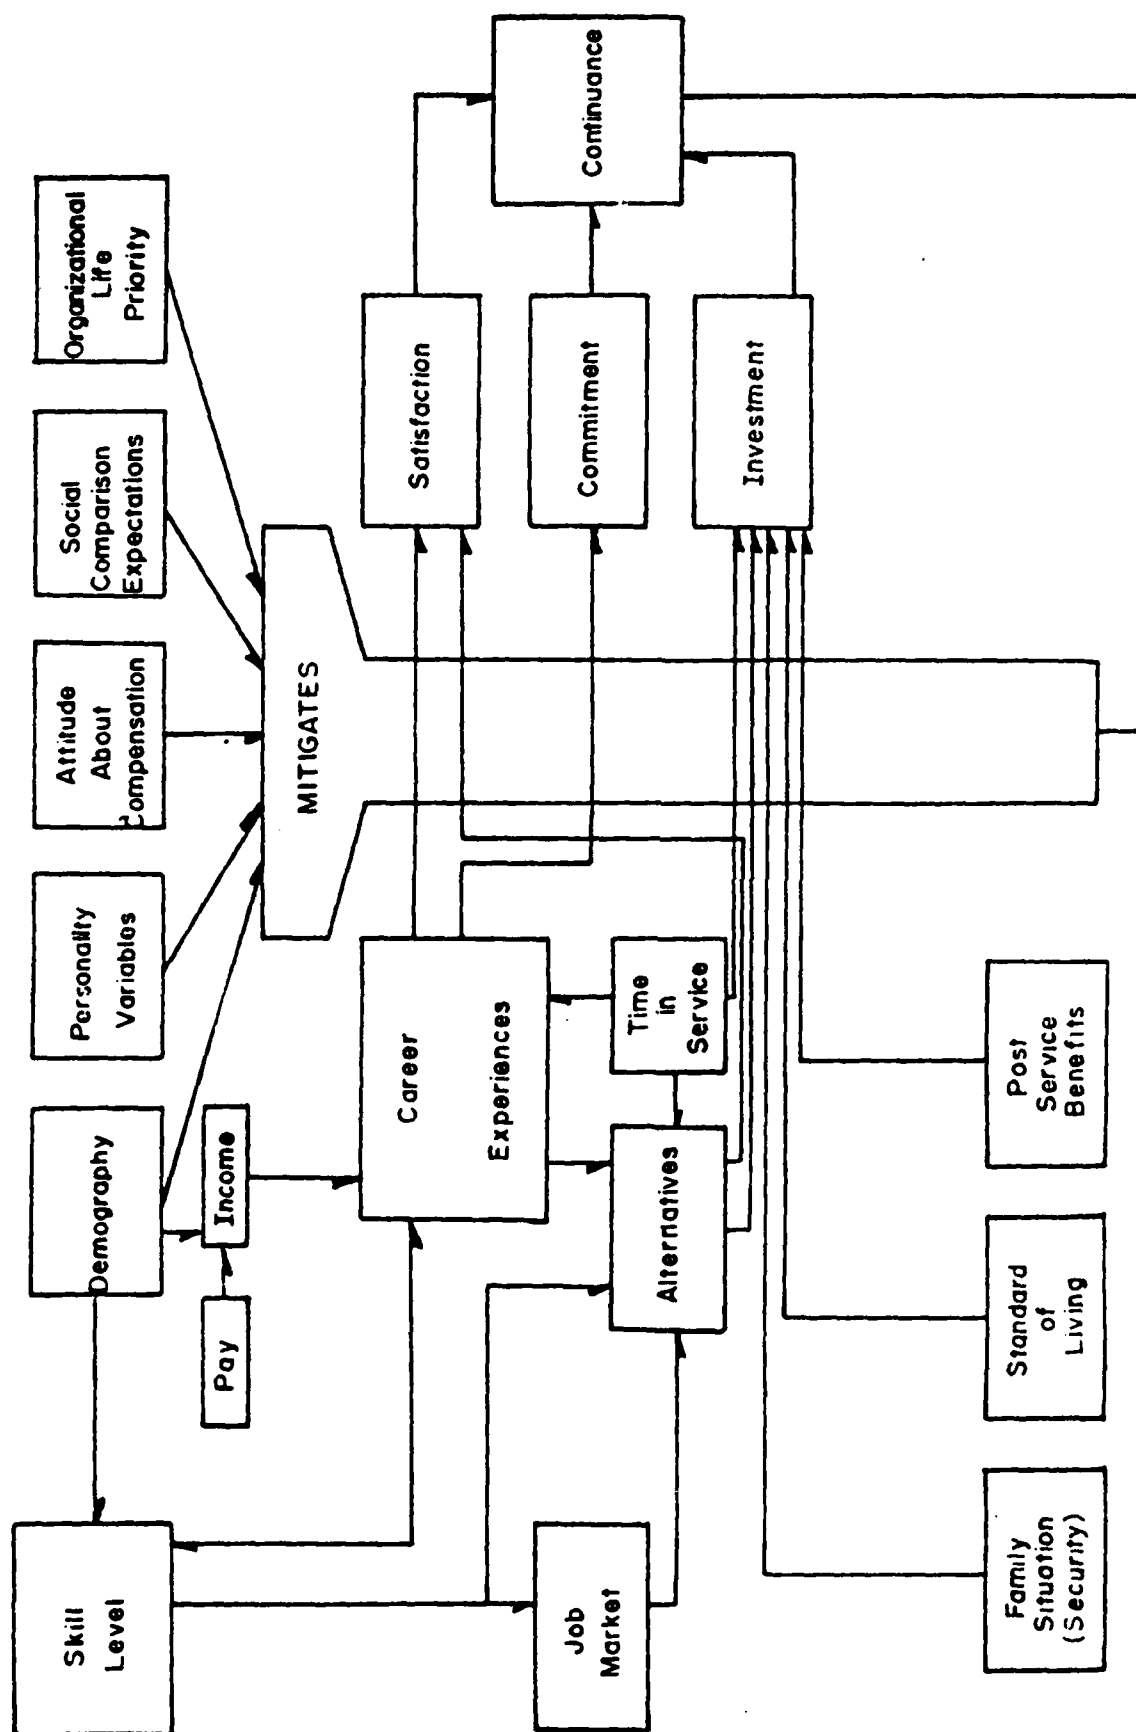 Skill
Level
Demography
Personality
Variables
Attitude
About
Compensation
Social
Comparison
Expectations
Organizational
Life
Priority
Pay
Income
MITIGATES
Career
Experiences
Satisfaction
Continuance
Job
Market
Alternatives
Time
in
Service
Commitment
Investment
Family
Situation
(Security)
Standard
of
Living
Post
Service
Benefits